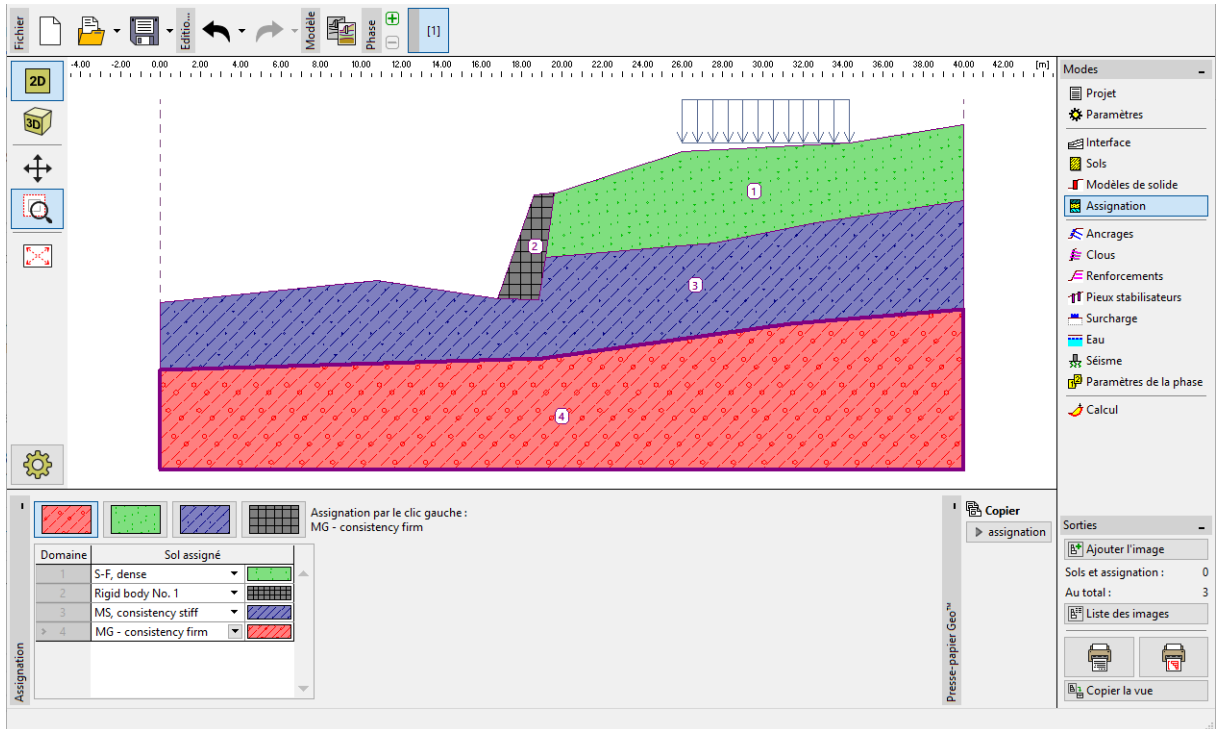 Fichier
Editio...
Modèle
Phase
[1]
-4.00 -2.00 0.00 2.00 4.00 6.00 8.00 10.00 12.00 14.00 16.00 18.00 20.00 22.00 24.00 26.00 28.00 30.00 32.00 34.00 36.00 38.00 40.00 42.00 [m]
2D
3D
1
2
3
4
Modes
Projet
Paramètres
Interface
Sols
Modèles de solide
Assignation
Ancrages
Clous
Renforcements
Pieux stabilisateurs
Surcharge
Eau
Séisme
Paramètres de la phase
Calcul
Assignation
Assignation par le clic gauche :
MG - consistency firm
Domaine Sol assigné
1 S-F, dense
2 Rigid body No. 1
3 MS, consistency stiff
> 4 MG - consistency firm
Presse-papier Geo™
Copier
assignation
Sorties
Ajouter l'image
Sols et assignation : 0
Au total : 3
Liste des images
Copier la vue